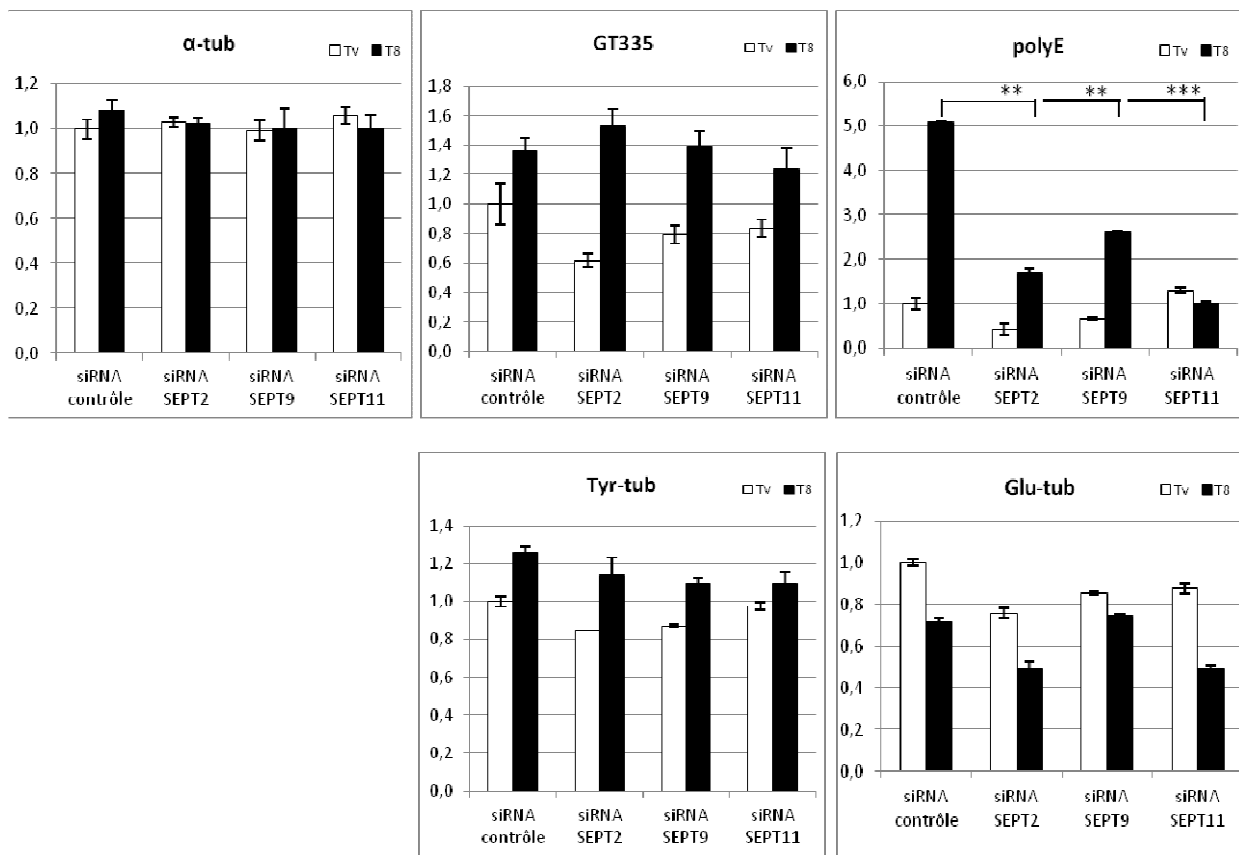 α-tub
Tv T8
1,2
1,0
0,8
0,6
0,4
0,2
0,0
siRNA contrôle
siRNA SEPT2
siRNA SEPT9
siRNA SEPT11
GT335
Tv T8
1,8
1,6
1,4
1,2
1,0
0,8
0,6
0,4
0,2
0,0
siRNA contrôle
siRNA SEPT2
siRNA SEPT9
siRNA SEPT11
polyE
Tv T8
6,0
5,0
4,0
3,0
2,0
1,0
0,0
** ** ***
siRNA contrôle
siRNA SEPT2
siRNA SEPT9
siRNA SEPT11
Tyr-tub
Tv T8
1,4
1,2
1,0
0,8
0,6
0,4
0,2
0,0
siRNA contrôle
siRNA SEPT2
siRNA SEPT9
siRNA SEPT11
Glu-tub
Tv T8
1,2
1,0
0,8
0,6
0,4
0,2
0,0
siRNA contrôle
siRNA SEPT2
siRNA SEPT9
siRNA SEPT11